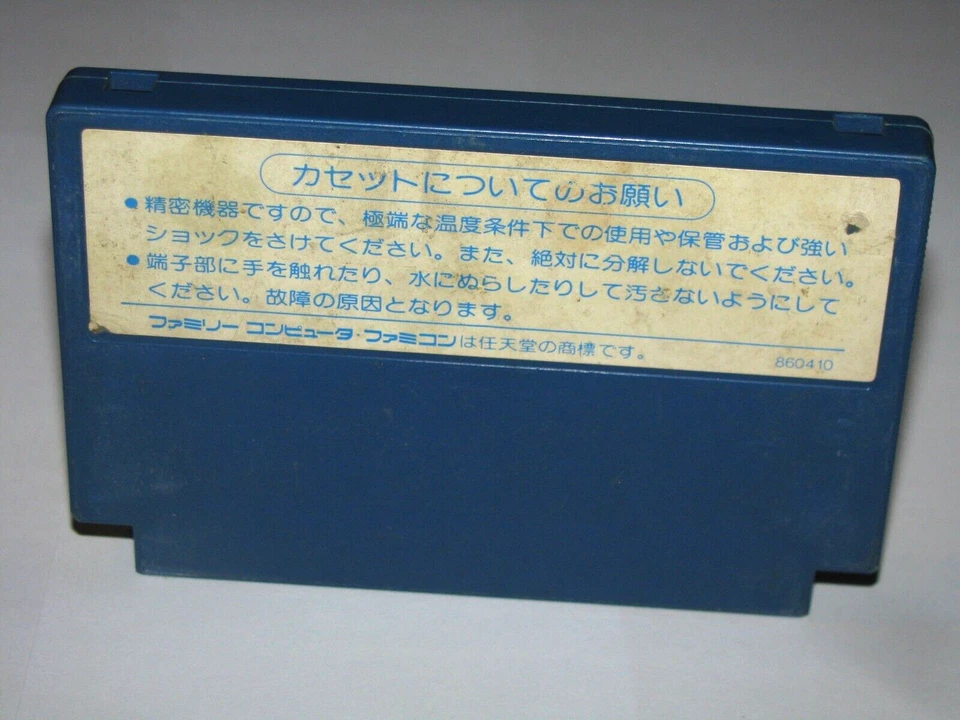 カセットについてのお願い
●精密機器ですので、極端な温度条件下での使用や保管および強い
ショックをさけてください。また、絶対に分解しないでください。
●端子部に手を触れたり、水にぬらしたりして汚さないようにして
ください。故障の原因となります。
ファミリー コンピュータ・ファミコンは任天堂の商標です。
860410